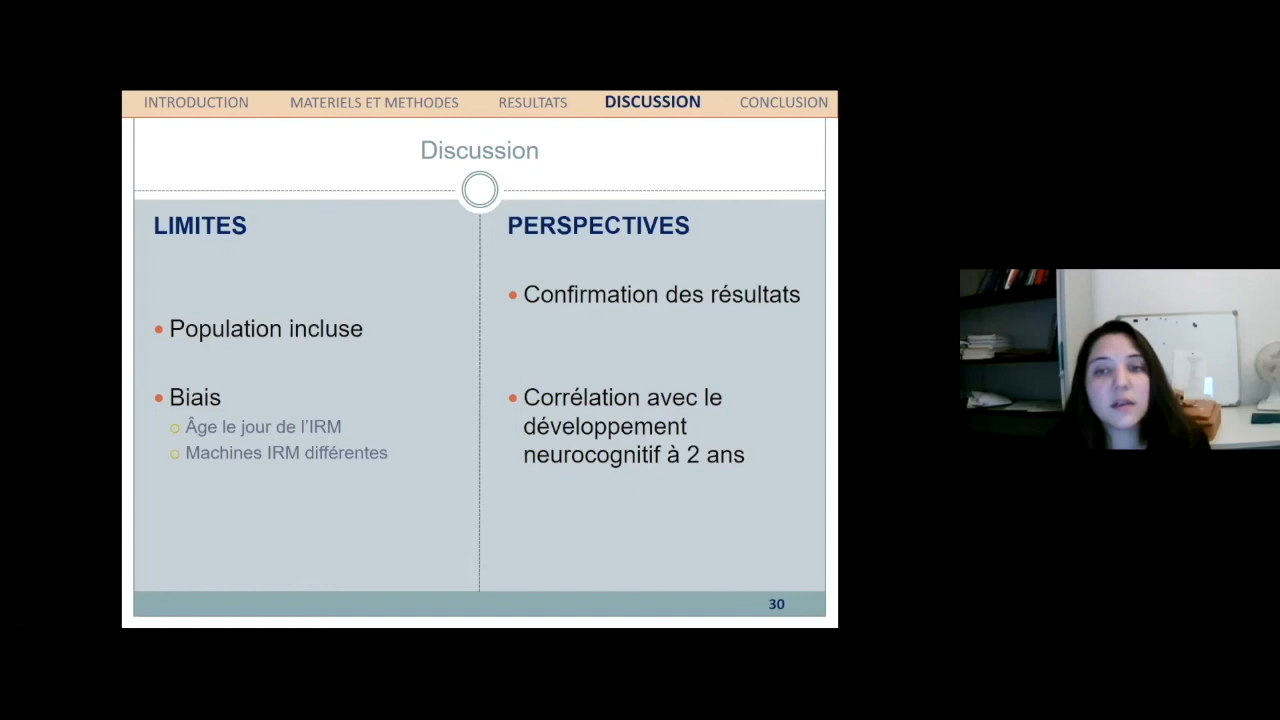 INTRODUCTION MATERIELS ET METHODES RESULTATS DISCUSSION CONCLUSION
Discussion
LIMITES
• Population incluse
• Biais
○ Âge le jour de l'IRM
○ Machines IRM différentes
PERSPECTIVES
• Confirmation des résultats
• Corrélation avec le
développement
neurocognitif à 2 ans
30